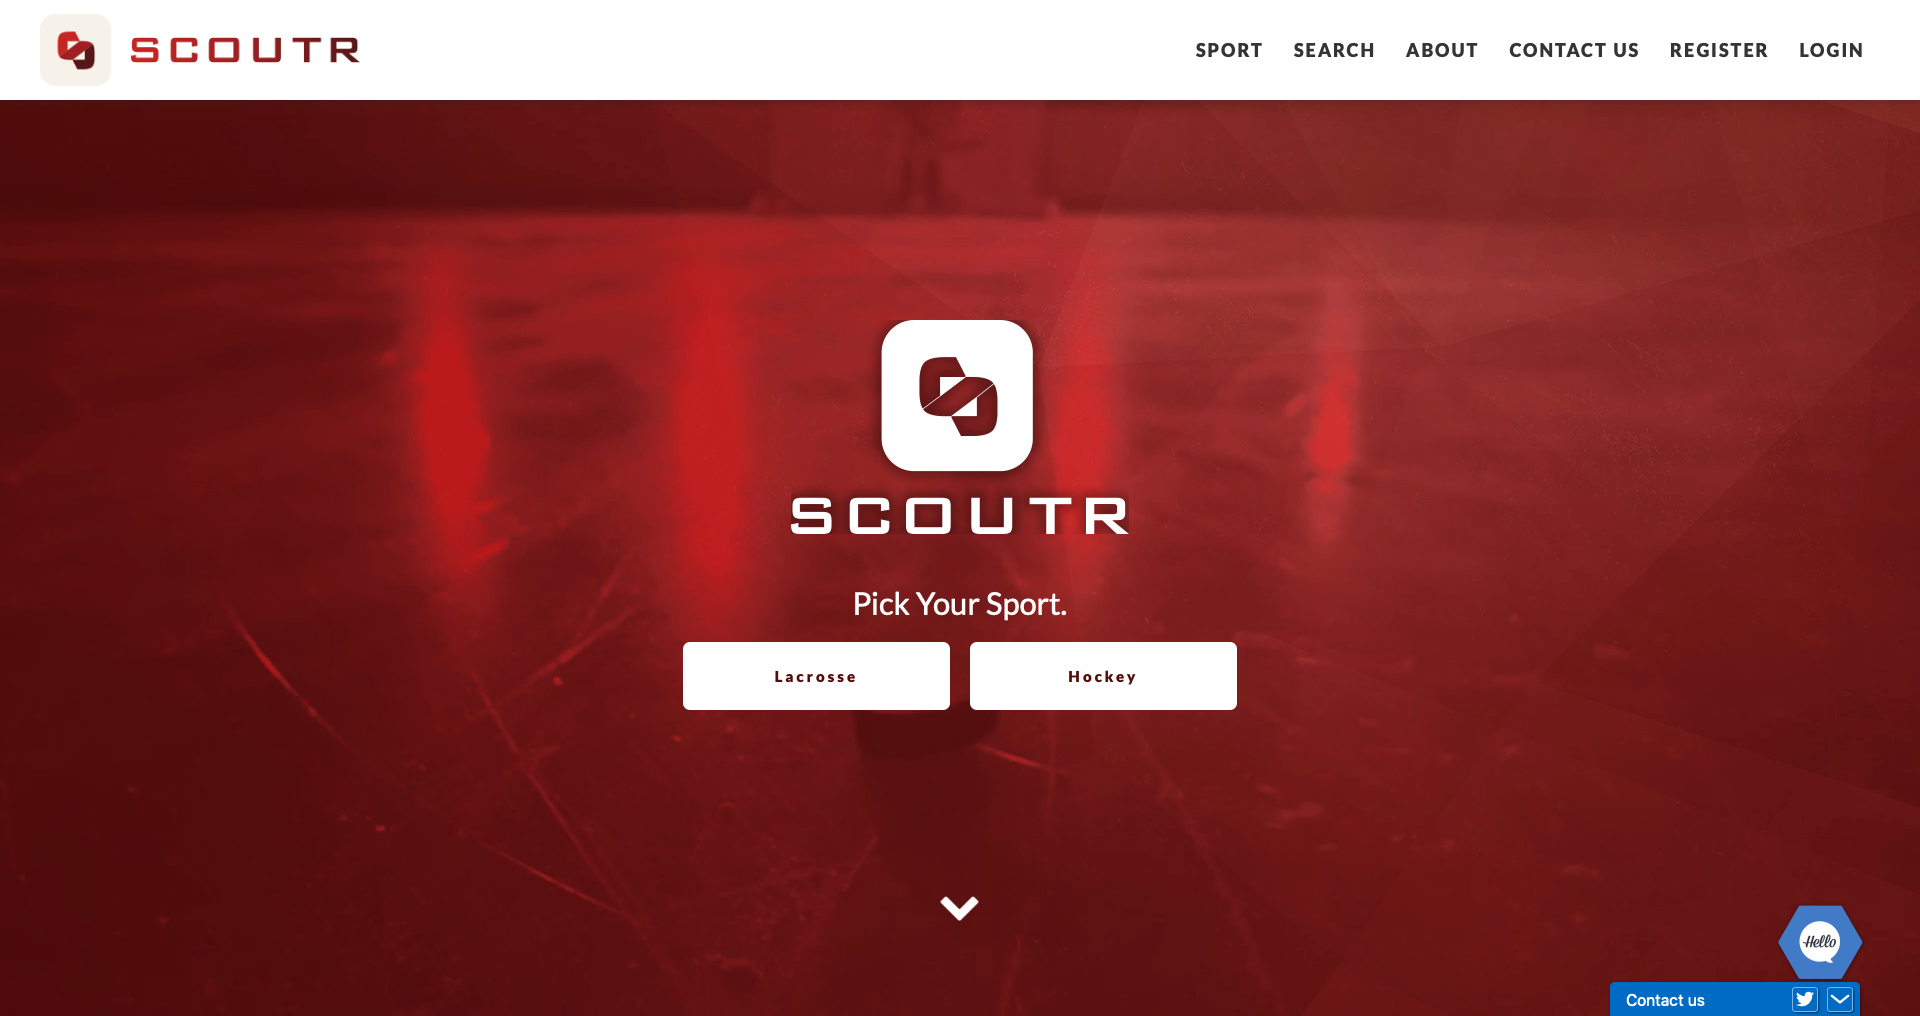 SCOUTR
SPORT SEARCH ABOUT CONTACT US REGISTER LOGIN
SCOUTR
Pick Your Sport.
Lacrosse Hockey
Hello
Contact us